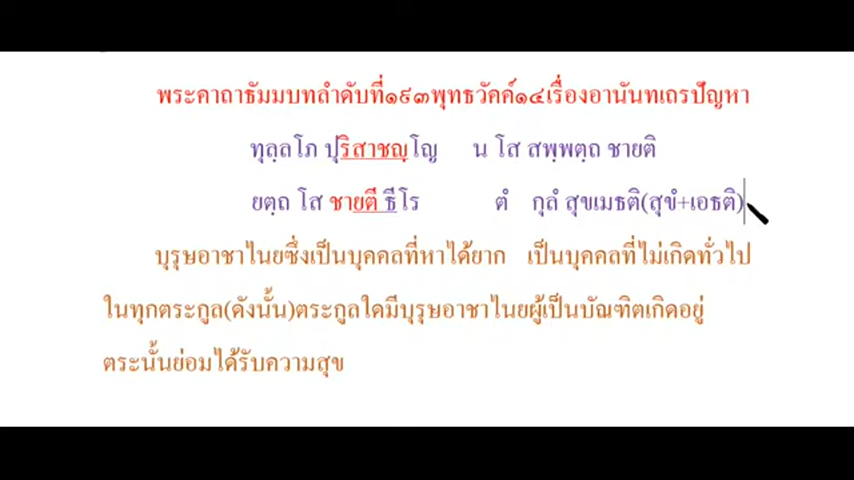 พระคาถาธัมมบทลำดับที่๑๙๓พุทธวัคค์๑๔เรื่องอานันทเถรปัญหา
ทุลฺลโภ ปุริสาชญฺโญ น โส สพฺพตฺถ ชายติ
ยตฺถ โส ชายตี ธีโร ตํ กุลํ สุขเมธติ(สุขํ+เอธติ)
บุรุษอาชาไนยซึ่งเป็นบุคคลที่หาได้ยาก เป็นบุคคลที่ไม่เกิดทั่วไป
ในทุกตระกูล(ดังนั้น)ตระกูลใดมีบุรุษอาชาไนยผู้เป็นบัณฑิตเกิดอยู่
ตระนั้นย่อมได้รับความสุข